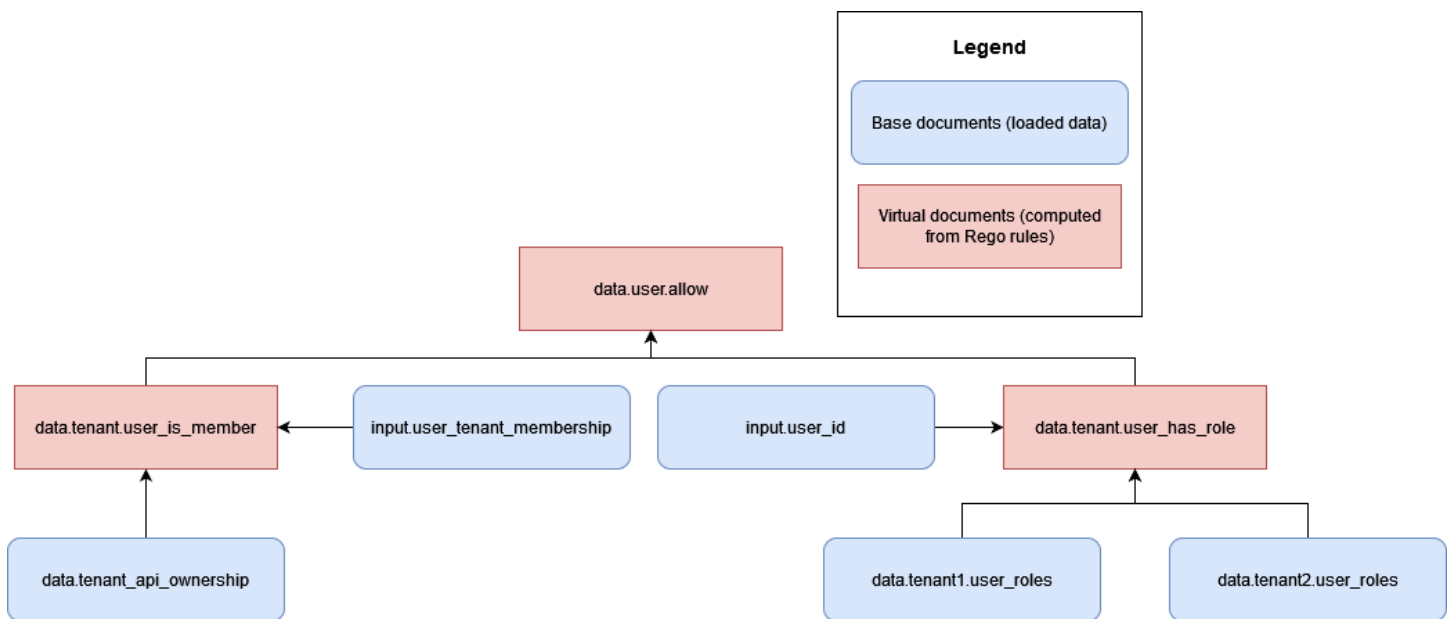 Legend
Base documents (loaded data)
Virtual documents (computed
from Rego rules)
data.user.allow
data.tenant.user_is_member
input.user_tenant_membership
input.user_id
data.tenant.user_has_role
data.tenant_api_ownership
data.tenant1.user_roles
data.tenant2.user_roles